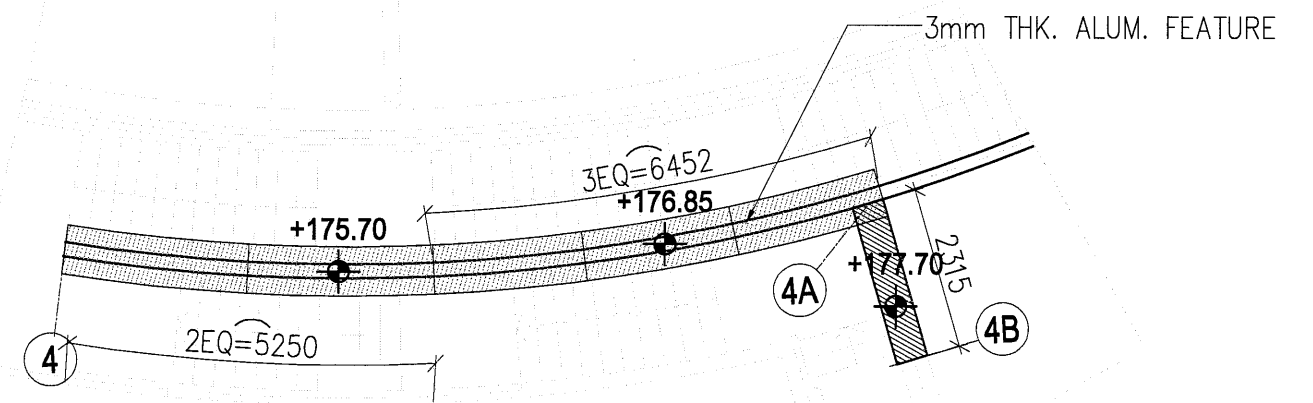 3mm THK. ALUM. FEATURE
3EQ=6452
+176.85
+175.70
+177.70
2315
4A
4B
2EQ=5250
4